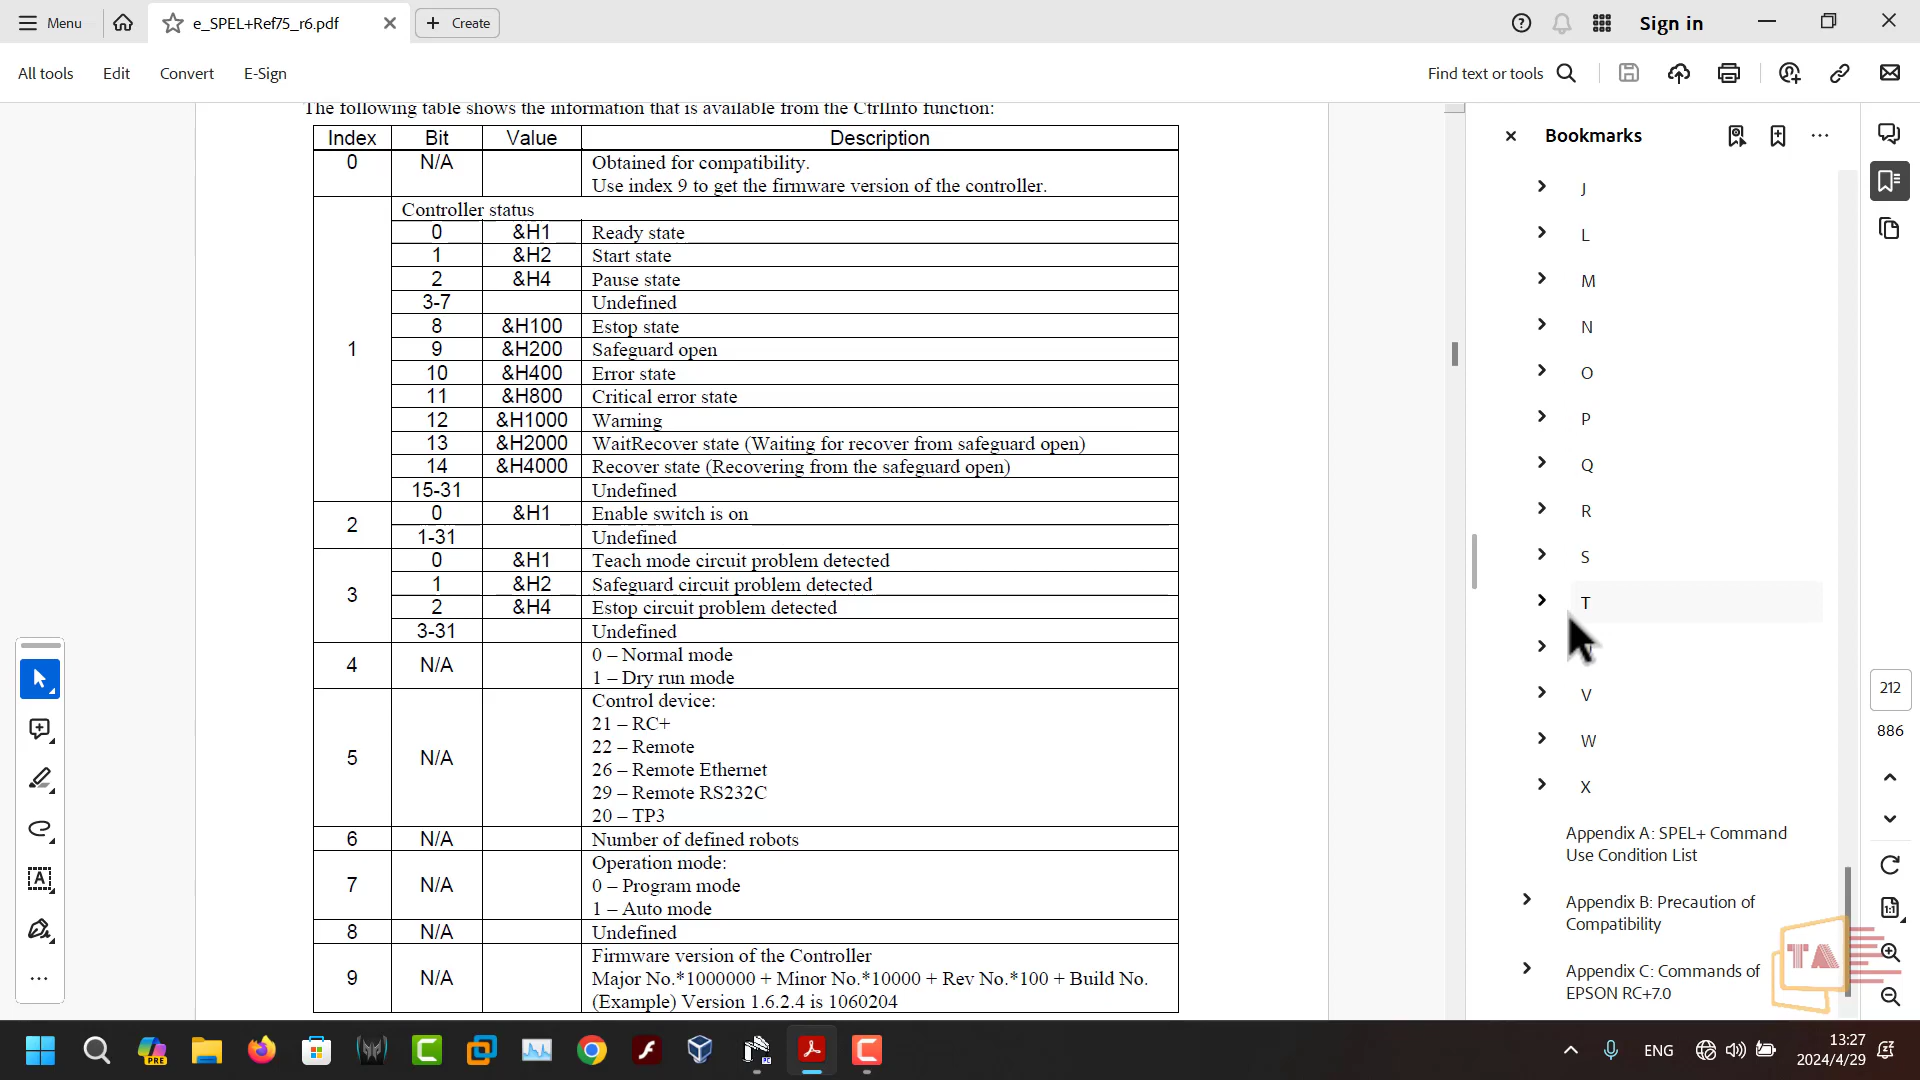 Menu
e_SPEL+Ref75_r6.pdf
Create
Sign in
All tools
Edit
Convert
E-Sign
Find text or tools
The following table shows the information that is available from the CtrlInfo function:
Index Bit Value Description
0 N/A Obtained for compatibility.
Use index 9 to get the firmware version of the controller.
1 Controller status
0 &H1 Ready state
1 &H2 Start state
2 &H4 Pause state
3-7 Undefined
8 &H100 Estop state
9 &H200 Safeguard open
10 &H400 Error state
11 &H800 Critical error state
12 &H1000 Warning
13 &H2000 WaitRecover state (Waiting for recover from safeguard open)
14 &H4000 Recover state (Recovering from the safeguard open)
15-31 Undefined
2 0 &H1 Enable switch is on
1-31 Undefined
3 0 &H1 Teach mode circuit problem detected
1 &H2 Safeguard circuit problem detected
2 &H4 Estop circuit problem detected
3-31 Undefined
4 N/A 0 – Normal mode
1 – Dry run mode
5 N/A Control device:
21 – RC+
22 – Remote
26 – Remote Ethernet
29 – Remote RS232C
20 – TP3
6 N/A Number of defined robots
7 N/A Operation mode:
0 – Program mode
1 – Auto mode
8 N/A Undefined
9 N/A Firmware version of the Controller
Major No.*1000000 + Minor No.*10000 + Rev No.*100 + Build No.
(Example) Version 1.6.2.4 is 1060204
Bookmarks
J
L
M
N
O
P
Q
R
S
T
V
W
X
Appendix A: SPEL+ Command
Use Condition List
Appendix B: Precaution of
Compatibility
Appendix C: Commands of
EPSON RC+7.0
212
886
TA
PRE
ENG
13:27
2024/4/29